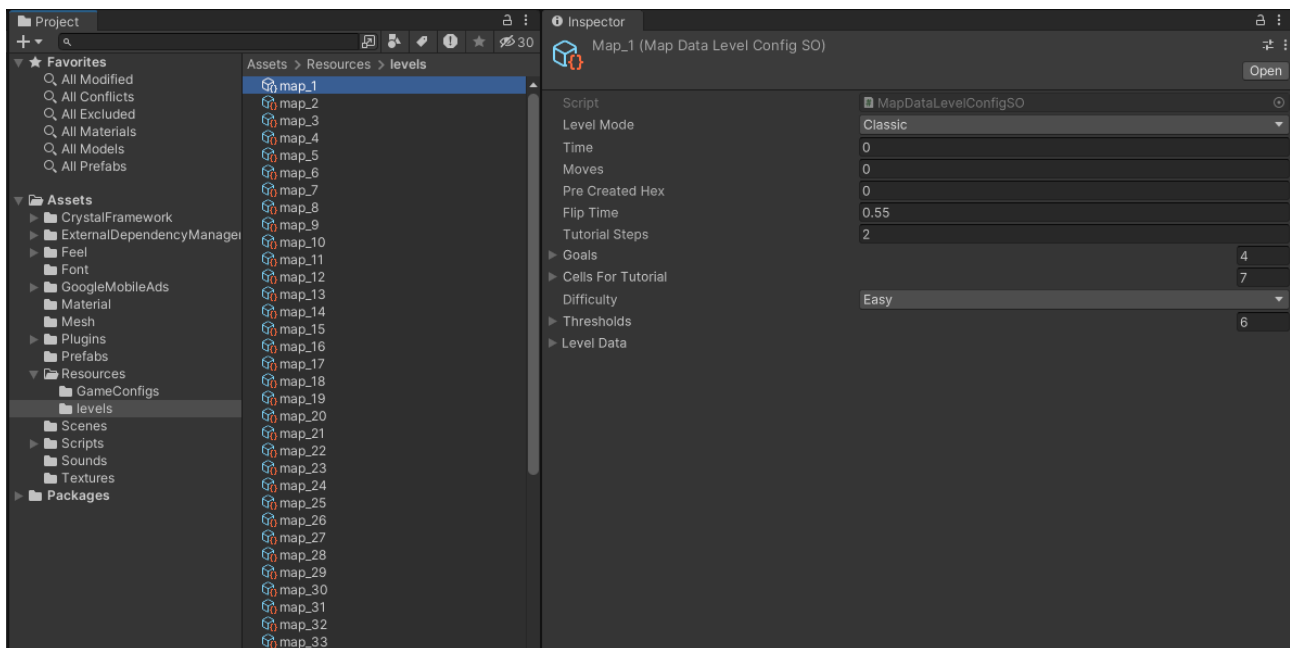 Project
30
Favorites
All Modified
All Conflicts
All Excluded
All Materials
All Models
All Prefabs
Assets
CrystalFramework
ExternalDependencyManager
Feel
Font
GoogleMobileAds
Material
Mesh
Plugins
Prefabs
Resources
GameConfigs
levels
Scenes
Scripts
Sounds
Textures
Packages
Assets > Resources > levels
map_1
map_2
map_3
map_4
map_5
map_6
map_7
map_8
map_9
map_10
map_11
map_12
map_13
map_14
map_15
map_16
map_17
map_18
map_19
map_20
map_21
map_22
map_23
map_24
map_25
map_26
map_27
map_28
map_29
map_30
map_31
map_32
map_33
Inspector
Map_1 (Map Data Level Config SO)
Open
Script MapDataLevelConfigSO
Level Mode Classic
Time 0
Moves 0
Pre Created Hex 0
Flip Time 0.55
Tutorial Steps 2
Goals 4
Cells For Tutorial 7
Difficulty Easy
Thresholds 6
Level Data